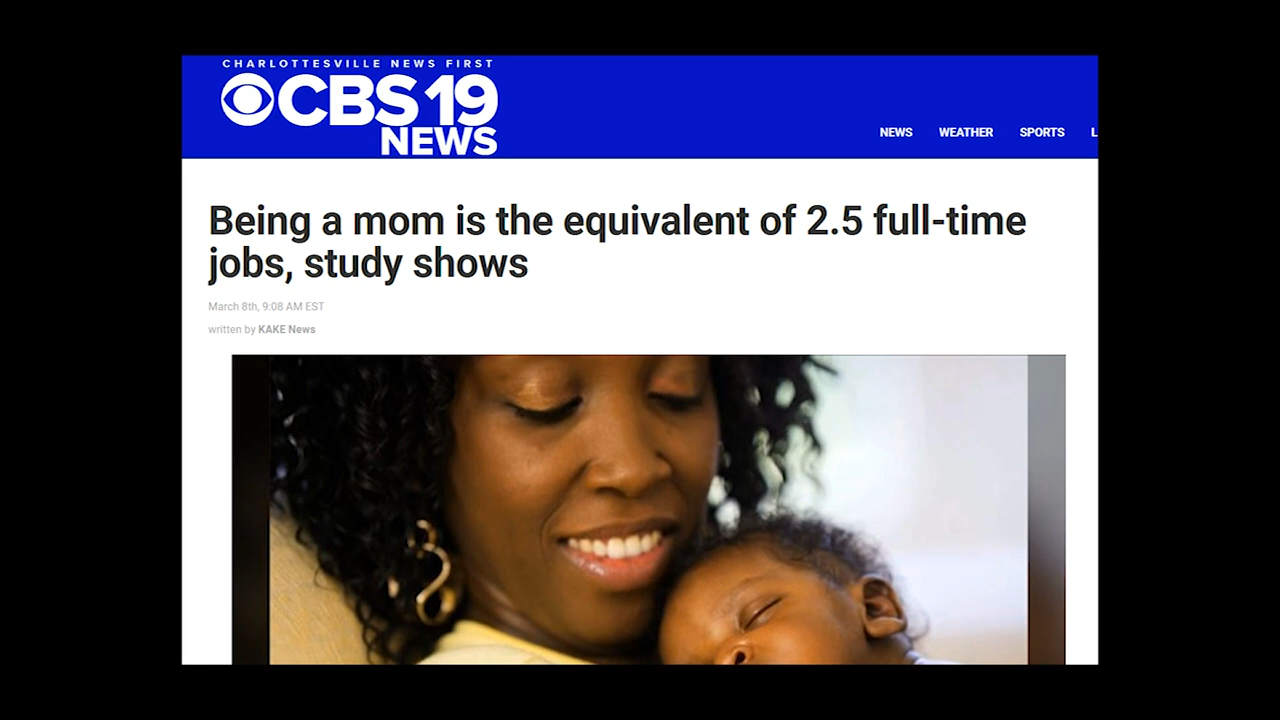 CHARLOTTESVILLE NEWS FIRST
CBS 19
NEWS
NEWS WEATHER SPORTS L
Being a mom is the equivalent of 2.5 full-time
jobs, study shows
March 8th, 9:08 AM EST
written by KAKE News